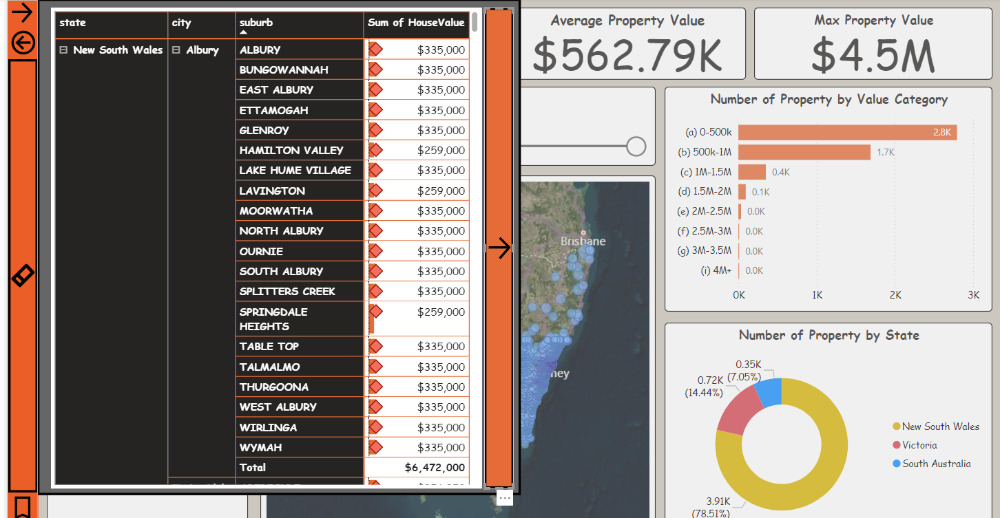 state city suburb Sum of HouseValue
New South Wales Albury ALBURY $335,000
BUNGOWANNAH $335,000
EAST ALBURY $335,000
ETTAMOGAH $335,000
GLENROY $335,000
HAMILTON VALLEY $259,000
LAKE HUME VILLAGE $335,000
LAVINGTON $259,000
MOORWATHA $335,000
NORTH ALBURY $335,000
OURNIE $335,000
SOUTH ALBURY $335,000
SPLITTERS CREEK $335,000
SPRINGDALE $259,000
HEIGHTS
TABLE TOP $335,000
TALMALMO $335,000
THURGOONA $335,000
WEST ALBURY $335,000
WIRLINGA $335,000
WYMAH $335,000
Total $6,472,000
Average Property Value
$562.79K
Max Property Value
$4.5M
Brisbane
ney
Number of Property by Value Category
(a) 0-500k 2.8K
(b) 500k-1M 1.7K
(c) 1M-1.5M 0.4K
(d) 1.5M-2M 0.1K
(e) 2M-2.5M 0.0K
(f) 2.5M-3M 0.0K
(g) 3M-3.5M 0.0K
(i) 4M+ 0.0K
0K 1K 2K 3K
Number of Property by State
0.35K
(7.05%)
0.72K
(14.44%)
New South Wales
Victoria
South Australia
3.91K
(78.51%)